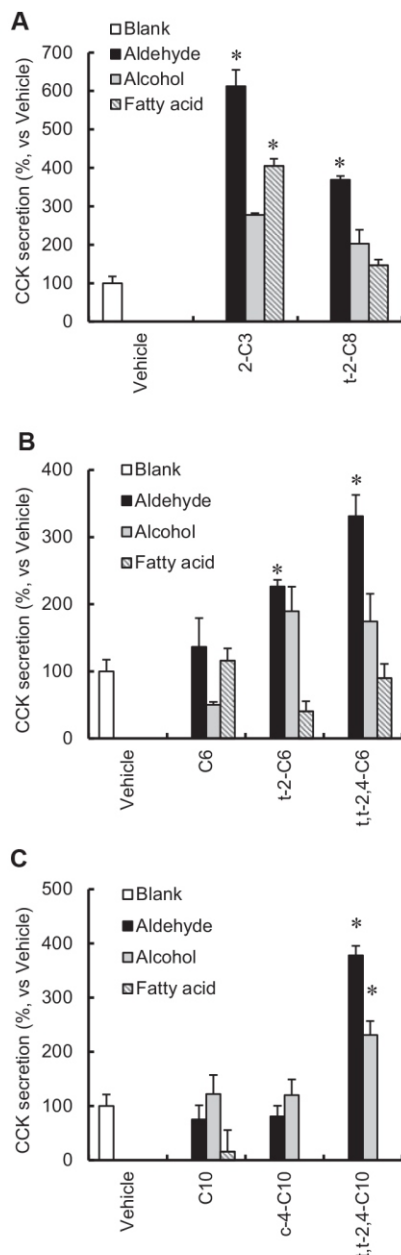 A
CCK secretion (%, vs Vehicle)
700
600
500
400
300
200
100
0
Blank
Aldehyde
Alcohol
Fatty acid
*
*
*
Vehicle
2-C3
t-2-C8
B
CCK secretion (%, vs Vehicle)
400
300
200
100
0
Blank
Aldehyde
Alcohol
Fatty acid
*
*
Vehicle
C6
t-2-C6
t,t-2,4-C6
C
CCK secretion (%, vs Vehicle)
500
400
300
200
100
0
Blank
Aldehyde
Alcohol
Fatty acid
*
*
Vehicle
C10
c-4-C10
t,t-2,4-C10